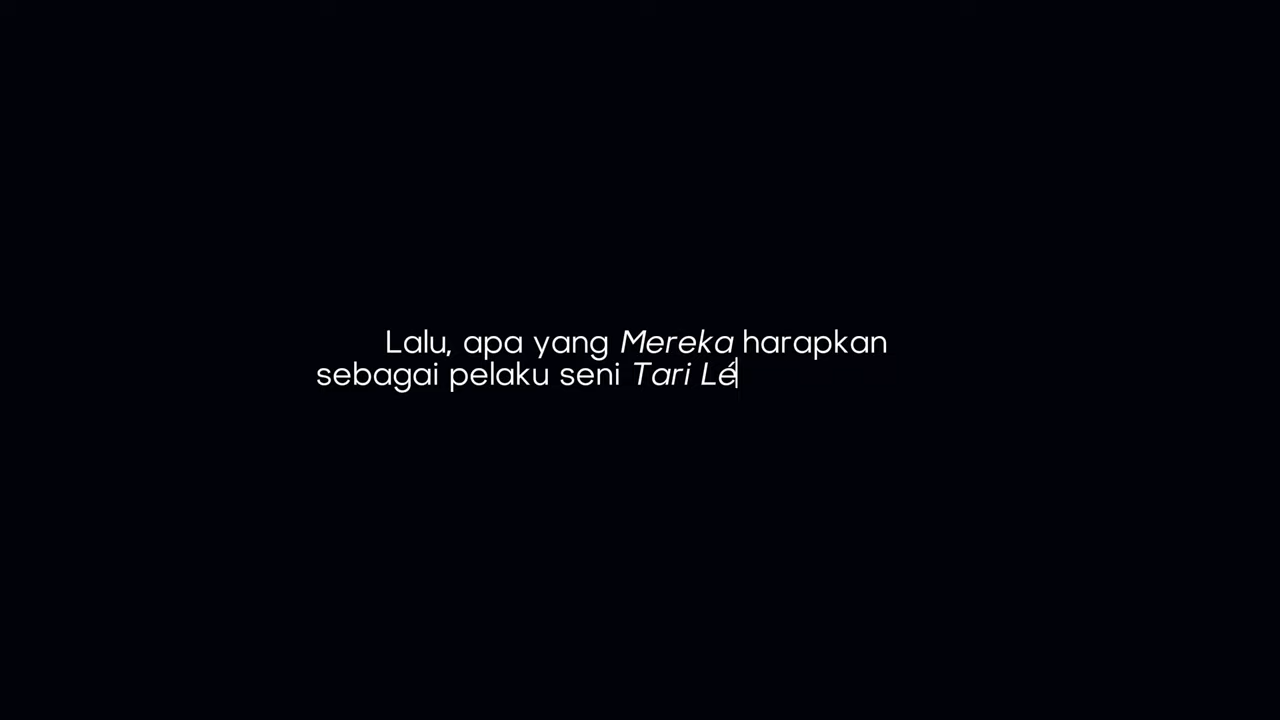 Lalu, apa yang Mereka harapkan
sebagai pelaku seni Tari Lé